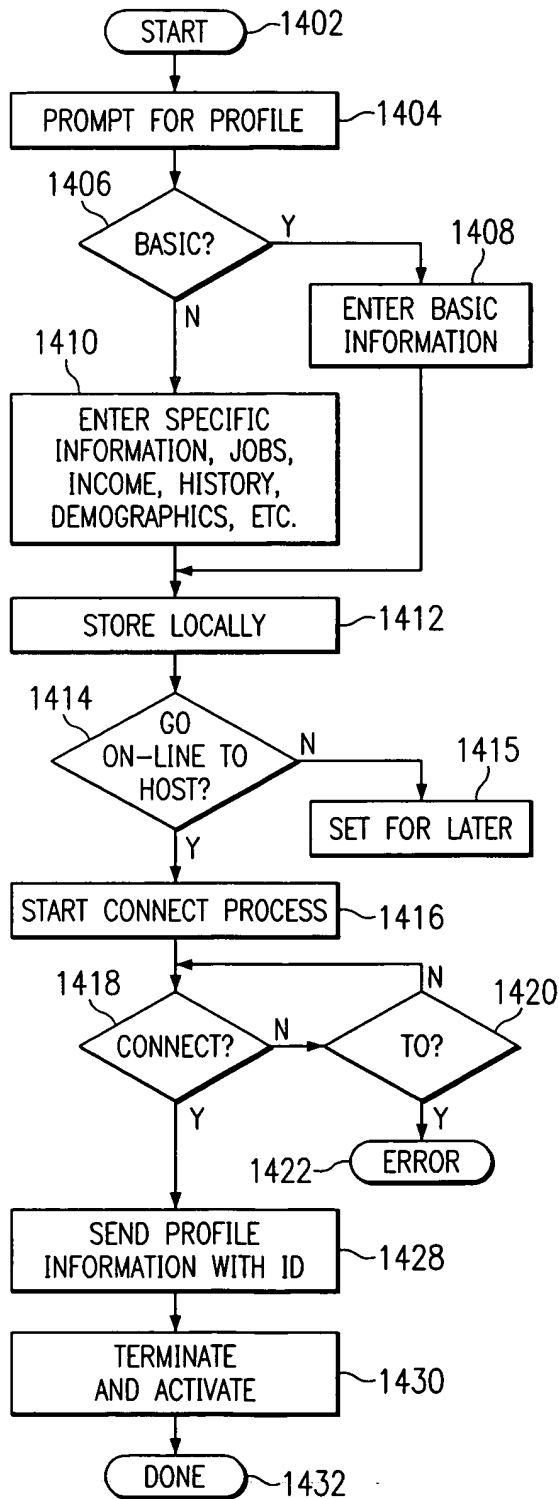 START
1402
PROMPT FOR PROFILE
1404
1406
BASIC?
Y
N
1408
ENTER BASIC
INFORMATION
1410
ENTER SPECIFIC
INFORMATION, JOBS,
INCOME, HISTORY,
DEMOGRAPHICS, ETC.
STORE LOCALLY
1412
1414
GO
ON-LINE TO
HOST?
N
Y
1415
SET FOR LATER
START CONNECT PROCESS
1416
1418
CONNECT?
N
Y
N
1420
TO?
Y
1422
ERROR
SEND PROFILE
INFORMATION WITH ID
1428
TERMINATE
AND ACTIVATE
1430
DONE
1432